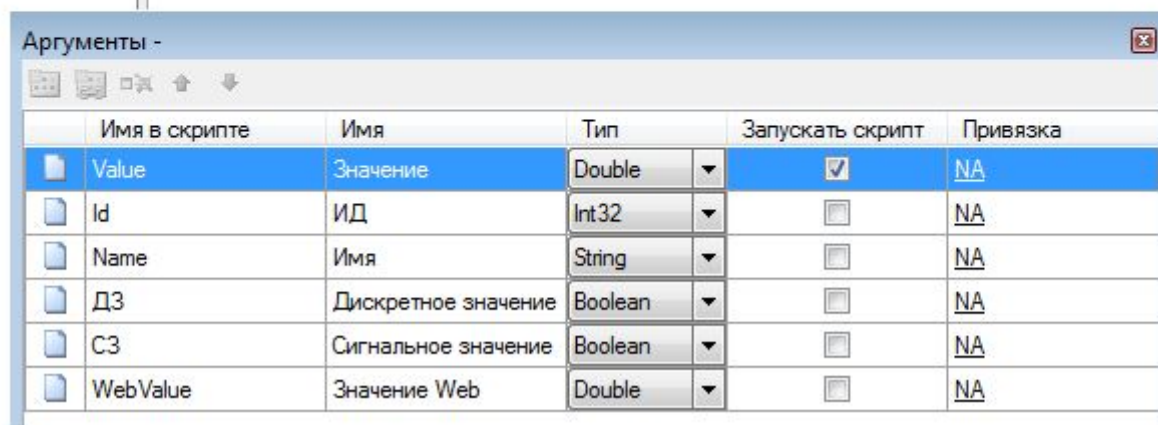 Аргументы -
Имя в скрипте Имя Тип Запускать скрипт Привязка
Value Значение Double NA
Id ИД Int32 NA
Name Имя String NA
ДЗ Дискретное значение Boolean NA
СЗ Сигнальное значение Boolean NA
WebValue Значение Web Double NA